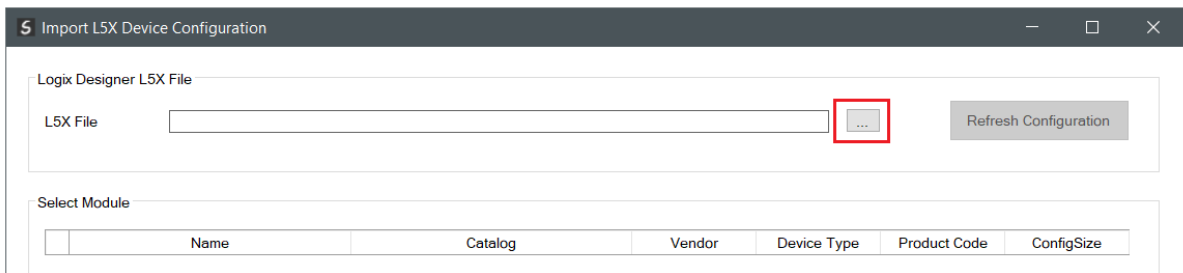 S Import L5X Device Configuration
Logix Designer L5X File
L5X File ... Refresh Configuration
Select Module
Name Catalog Vendor Device Type Product Code ConfigSize